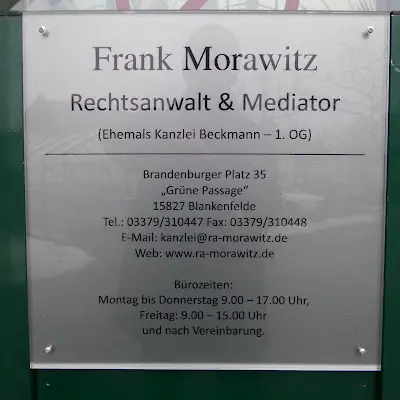 Frank Morawitz
Rechtsanwalt & Mediator
(Ehemals Kanzlei Beckmann – 1. OG)
Brandenburger Platz 35
„Grüne Passage“
15827 Blankenfelde
Tel.: 03379/310447 Fax: 03379/310448
E-Mail: kanzlei@ra-morawitz.de
Web: www.ra-morawitz.de
Bürozeiten:
Montag bis Donnerstag 9.00 – 17.00 Uhr,
Freitag: 9.00 – 15.00 Uhr
und nach Vereinbarung.